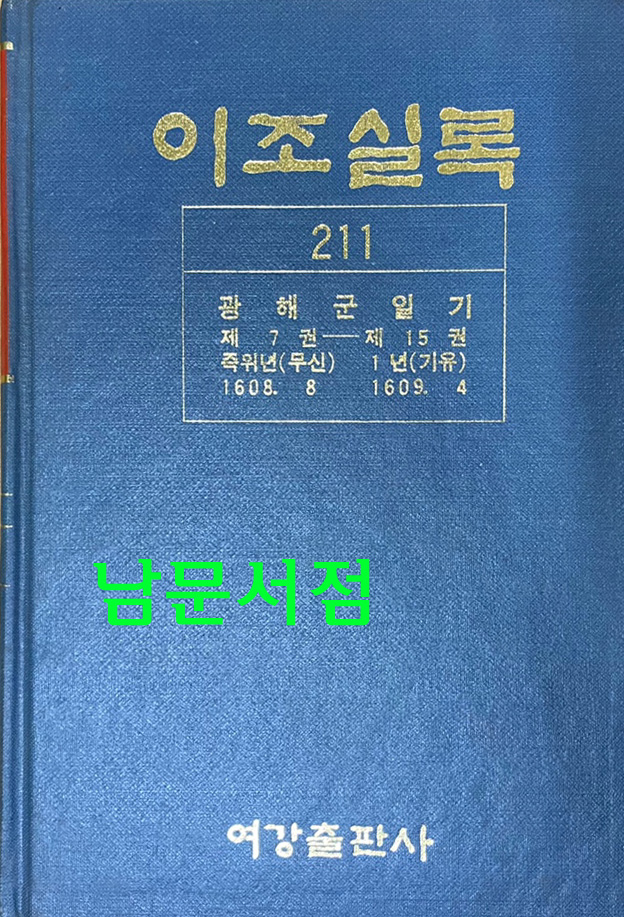 이조실록
211
광해군일기
제 7 권 ── 제 15 권
즉위년(무신) 1년(기유)
1608. 8 1609. 4
남문서점
여강출판사